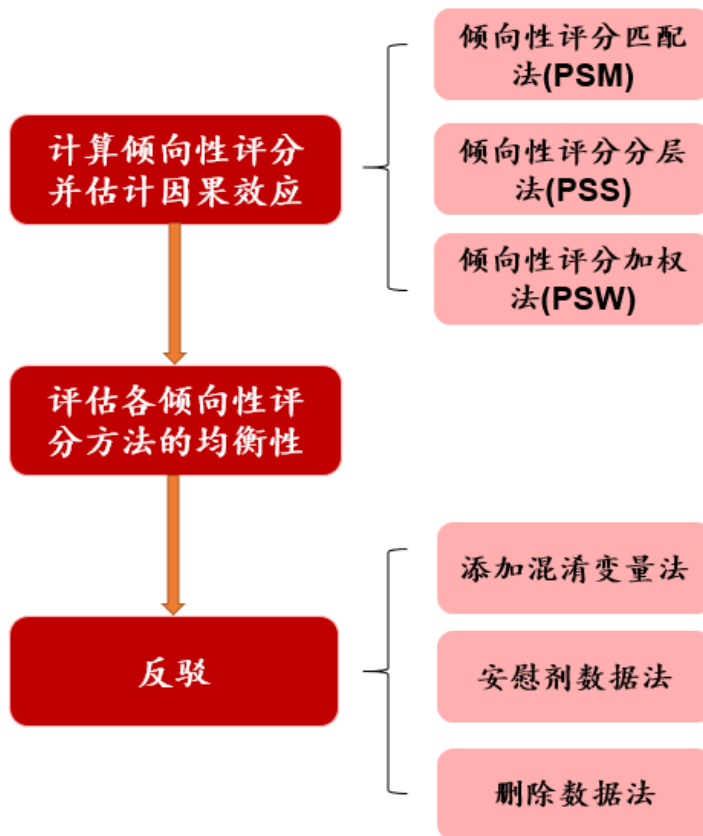 倾向性评分匹配
法(PSM)
计算倾向性评分
并估计因果效应
倾向性评分分层
法(PSS)
倾向性评分加权
法(PSW)
评估各倾向性评
分方法的均衡性
添加混淆变量法
反驳
安慰剂数据法
删除数据法